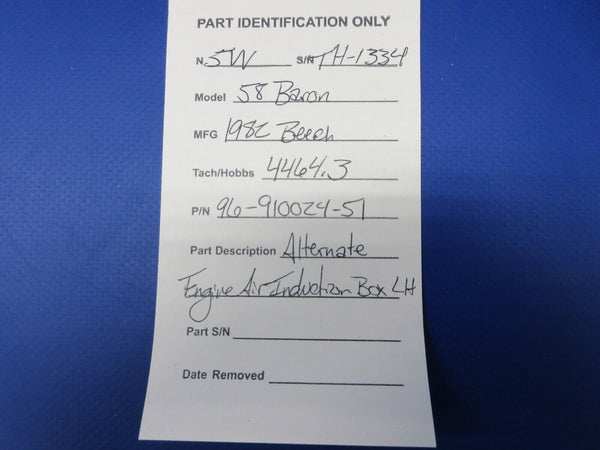 PART IDENTIFICATION ONLY
N. 5W S/N TH-1334
Model 58 Baron
MFG 1982 Beech
Tach/Hobbs 4464.3
P/N 96-910024-51
Part Description Alternate
Engine Air Induction Box LH
Part S/N
Date Removed